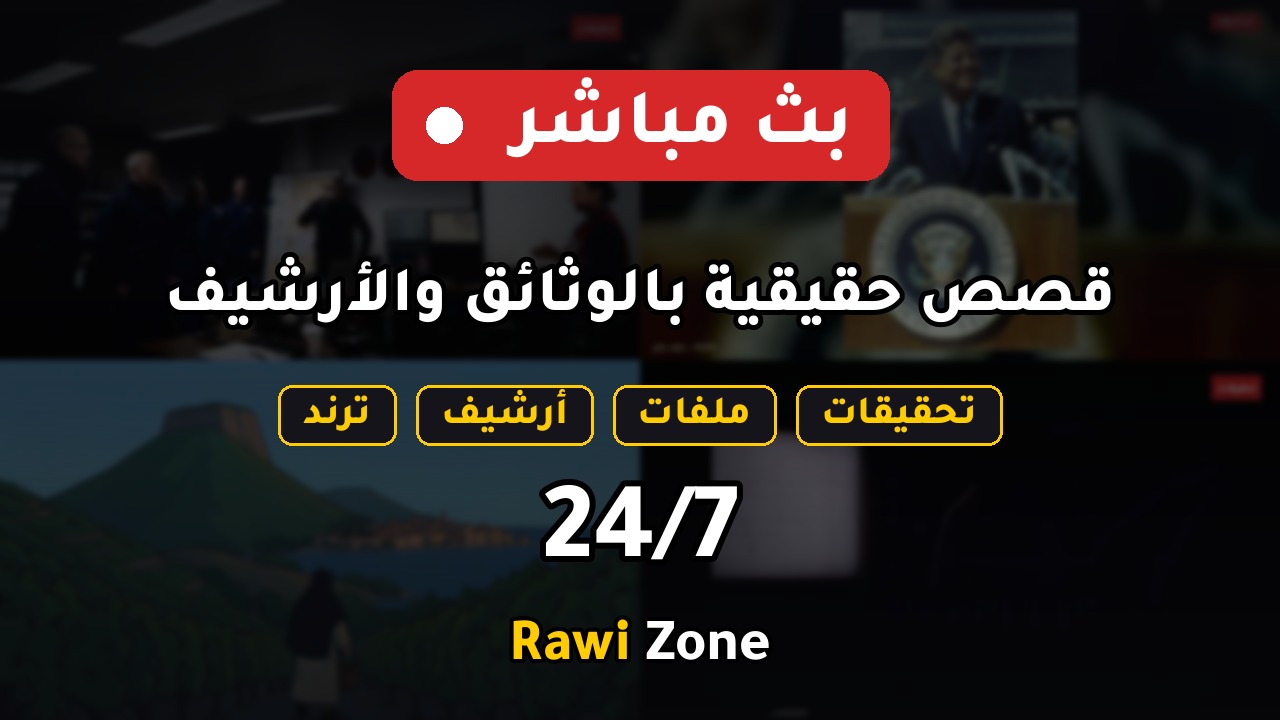 بث مباشر
قصص حقيقية بالوثائق والأرشيف
تحقيقات ملفات أرشيف ترند
24/7
Rawi Zone